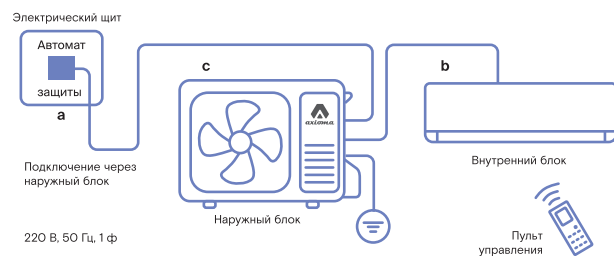 Электрический щит
Автомат
защиты
a
c
b
axioma
Подключение через
наружный блок
Наружный блок
Внутренний блок
220 В, 50 Гц, 1 ф
Пульт
управления